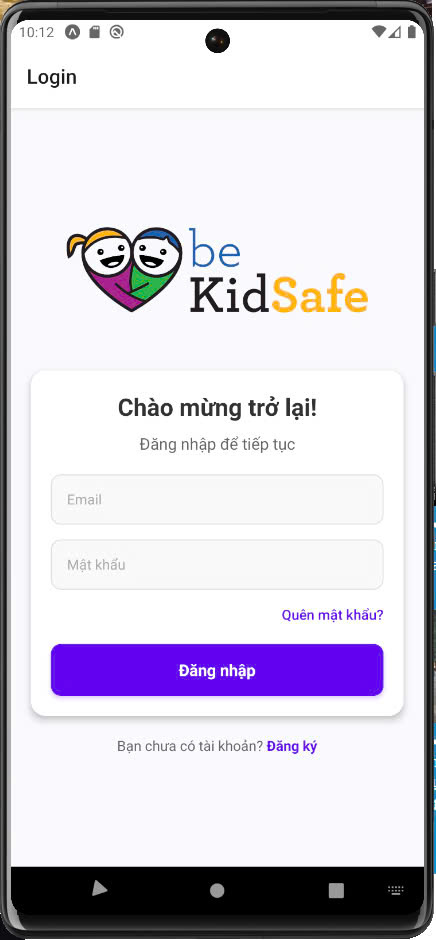 10:12
Login
be
KidSafe
Chào mừng trở lại!
Đăng nhập để tiếp tục
Email
Mật khẩu
Quên mật khẩu?
Đăng nhập
Bạn chưa có tài khoản? Đăng ký